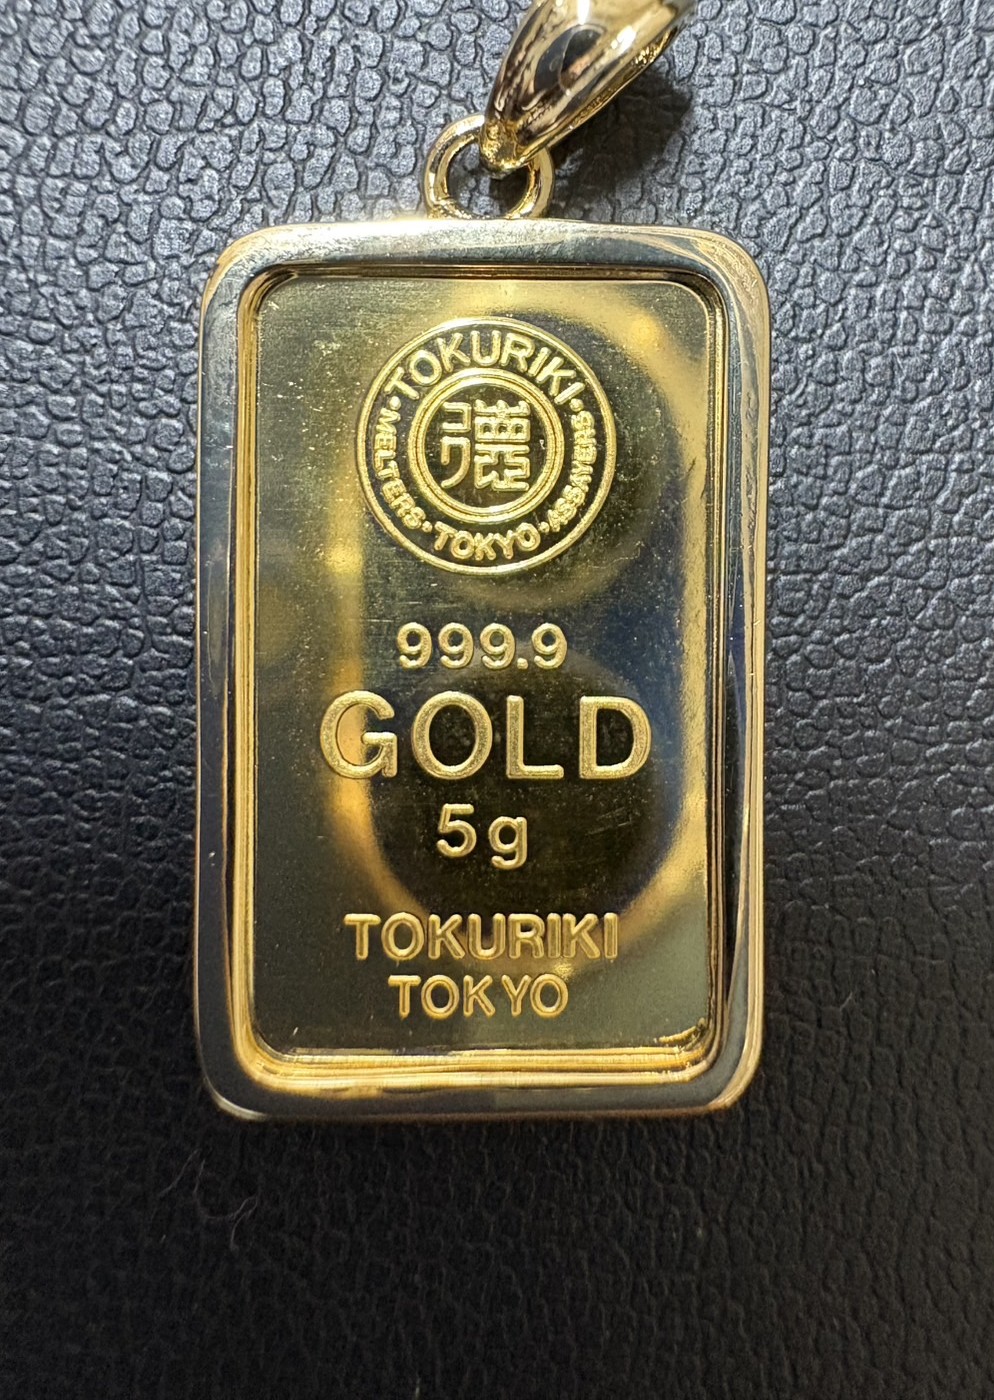 TOKURIKI
MELTERS · TOKYO · ASSAYERS
999.9
GOLD
5g
TOKURIKI
TOKYO